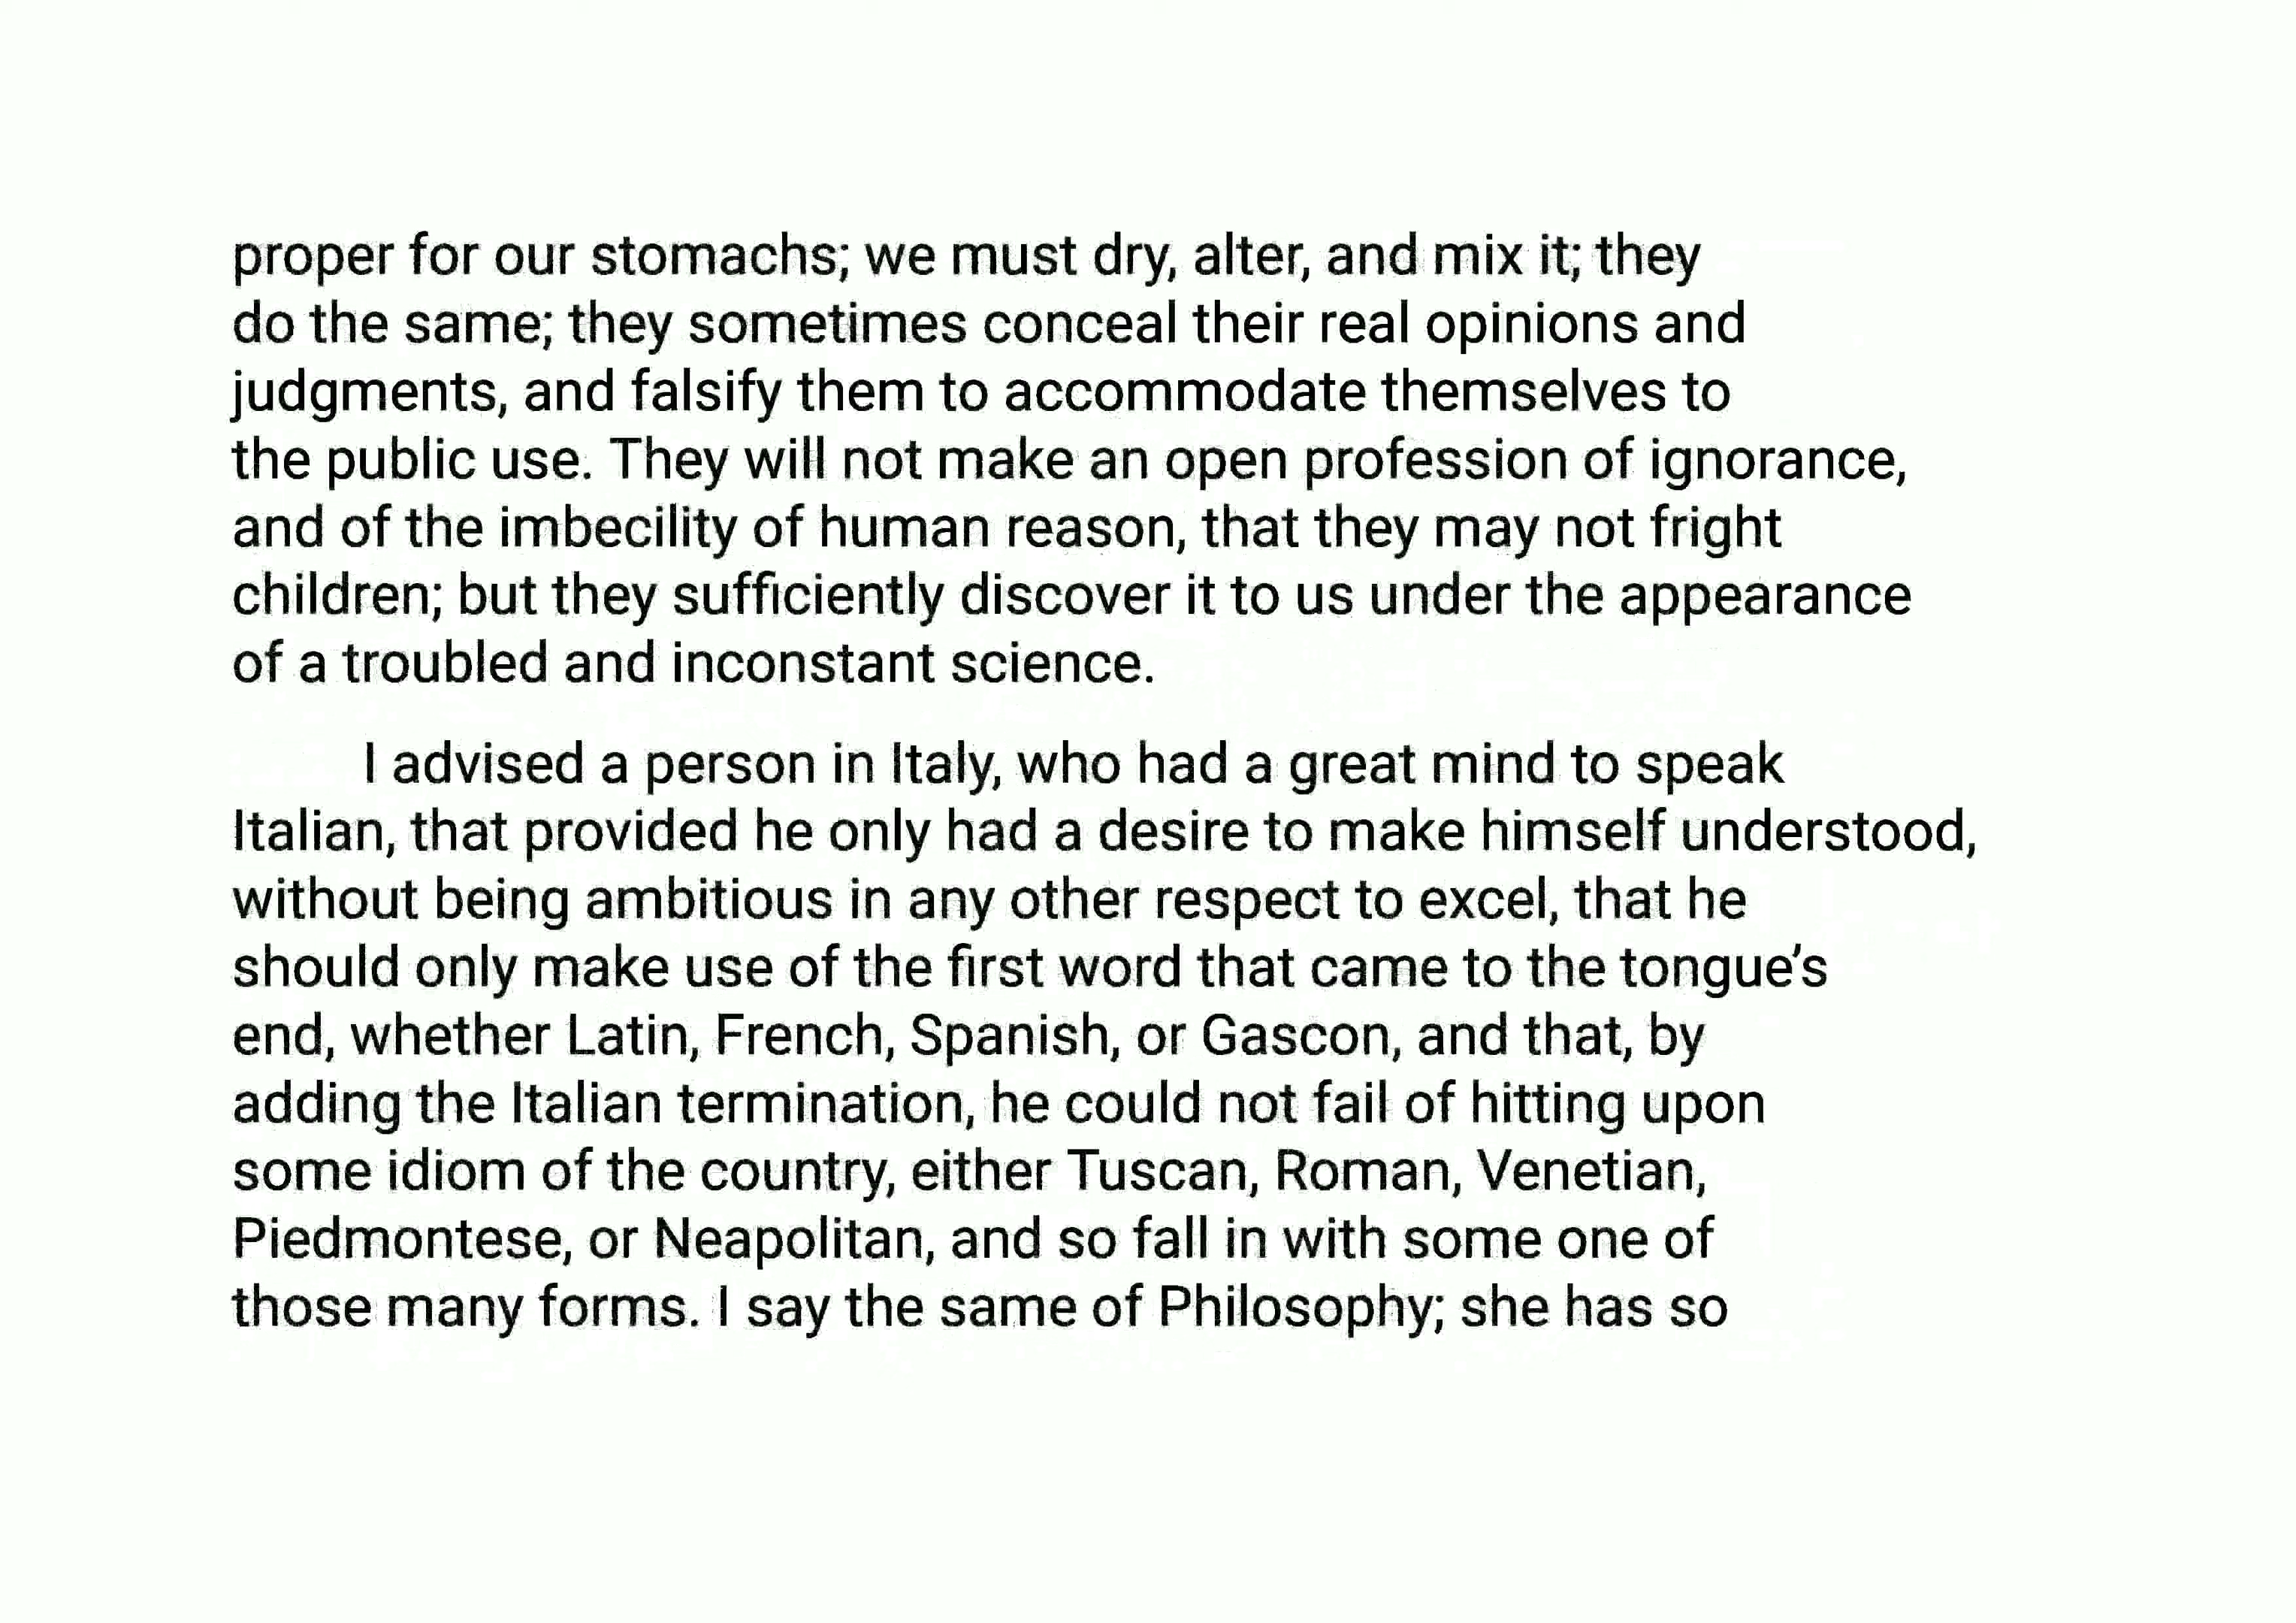 proper for our stomachs; we must dry, alter, and mix it; they
do the same; they sometimes conceal their real opinions and
judgments, and falsify them to accommodate themselves to
the public use. They will not make an open profession of ignorance,
and of the imbecility of human reason, that they may not fright
children; but they sufficiently discover it to us under the appearance
of a troubled and inconstant science.
I advised a person in Italy, who had a great mind to speak
Italian, that provided he only had a desire to make himself understood,
without being ambitious in any other respect to excel, that he
should only make use of the first word that came to the tongue’s
end, whether Latin, French, Spanish, or Gascon, and that, by
adding the Italian termination, he could not fail of hitting upon
some idiom of the country, either Tuscan, Roman, Venetian,
Piedmontese, or Neapolitan, and so fall in with some one of
those many forms. I say the same of Philosophy; she has so